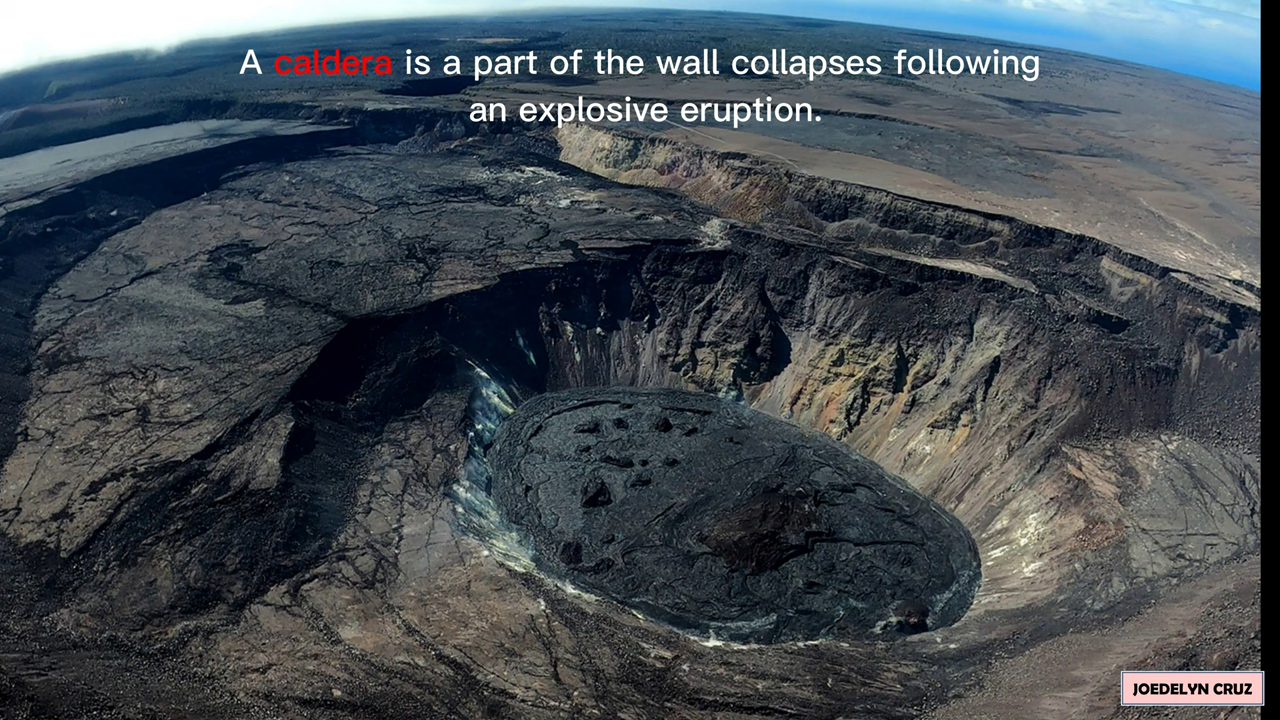 A caldera is a part of the wall collapses following
an explosive eruption.
JOEDELYN CRUZ